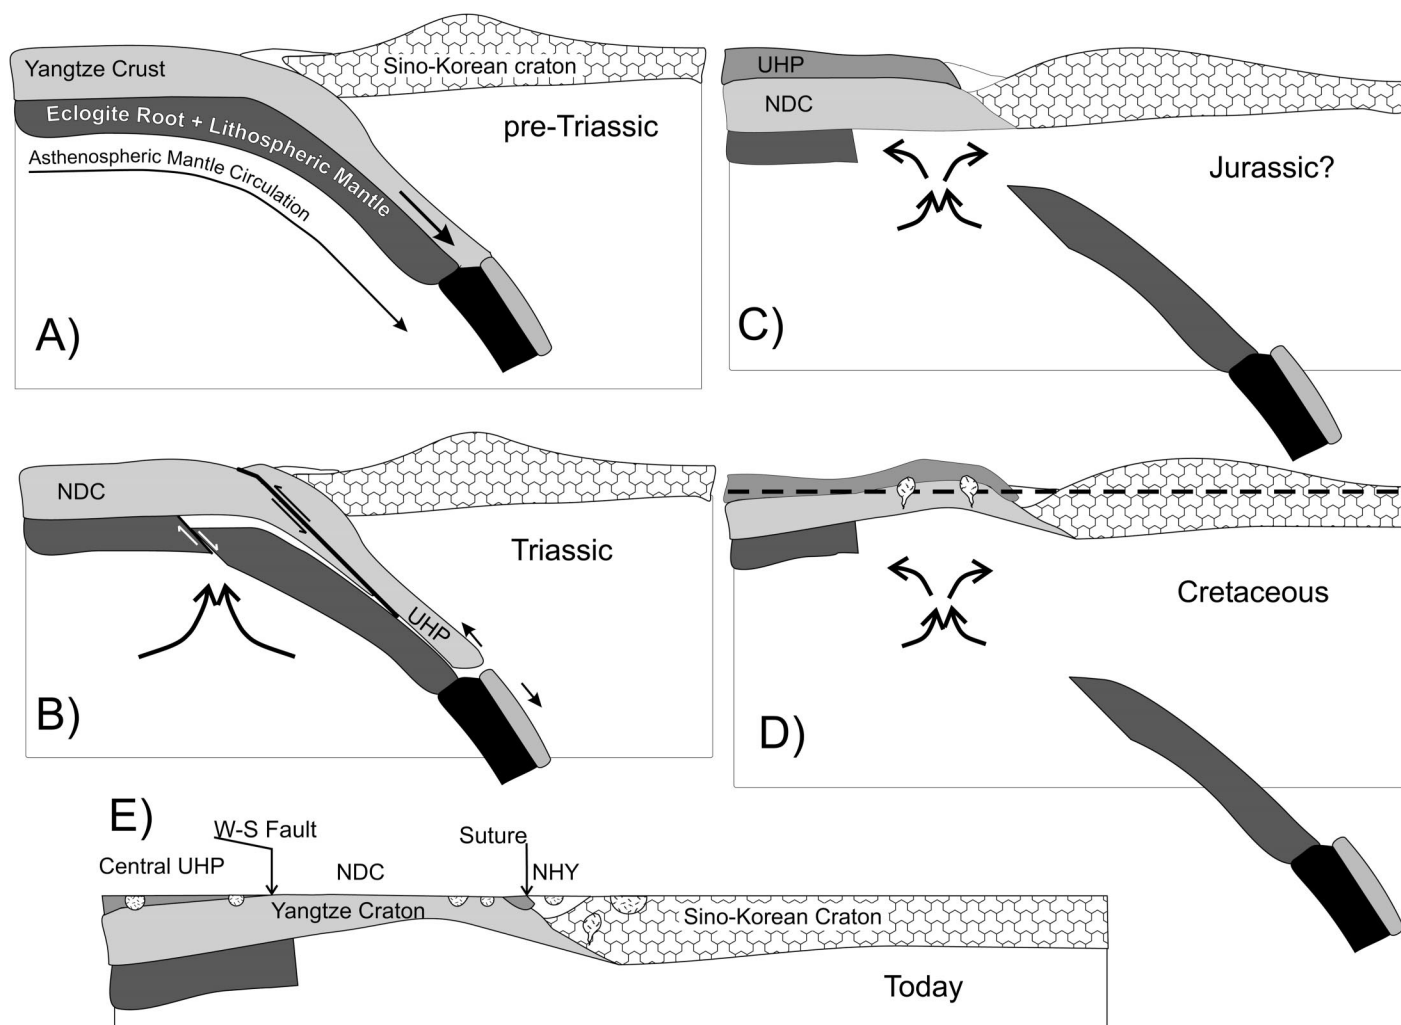 Yangtze Crust
Sino-Korean craton
Eclogite Root + Lithospheric Mantle
pre-Triassic
Asthenospheric Mantle Circulation
A)
UHP
NDC
Jurassic?
C)
NDC
Triassic
UHP
B)
Cretaceous
D)
E)
W-S Fault
Suture
Central UHP
NDC
NHY
Yangtze Craton
Sino-Korean Craton
Today